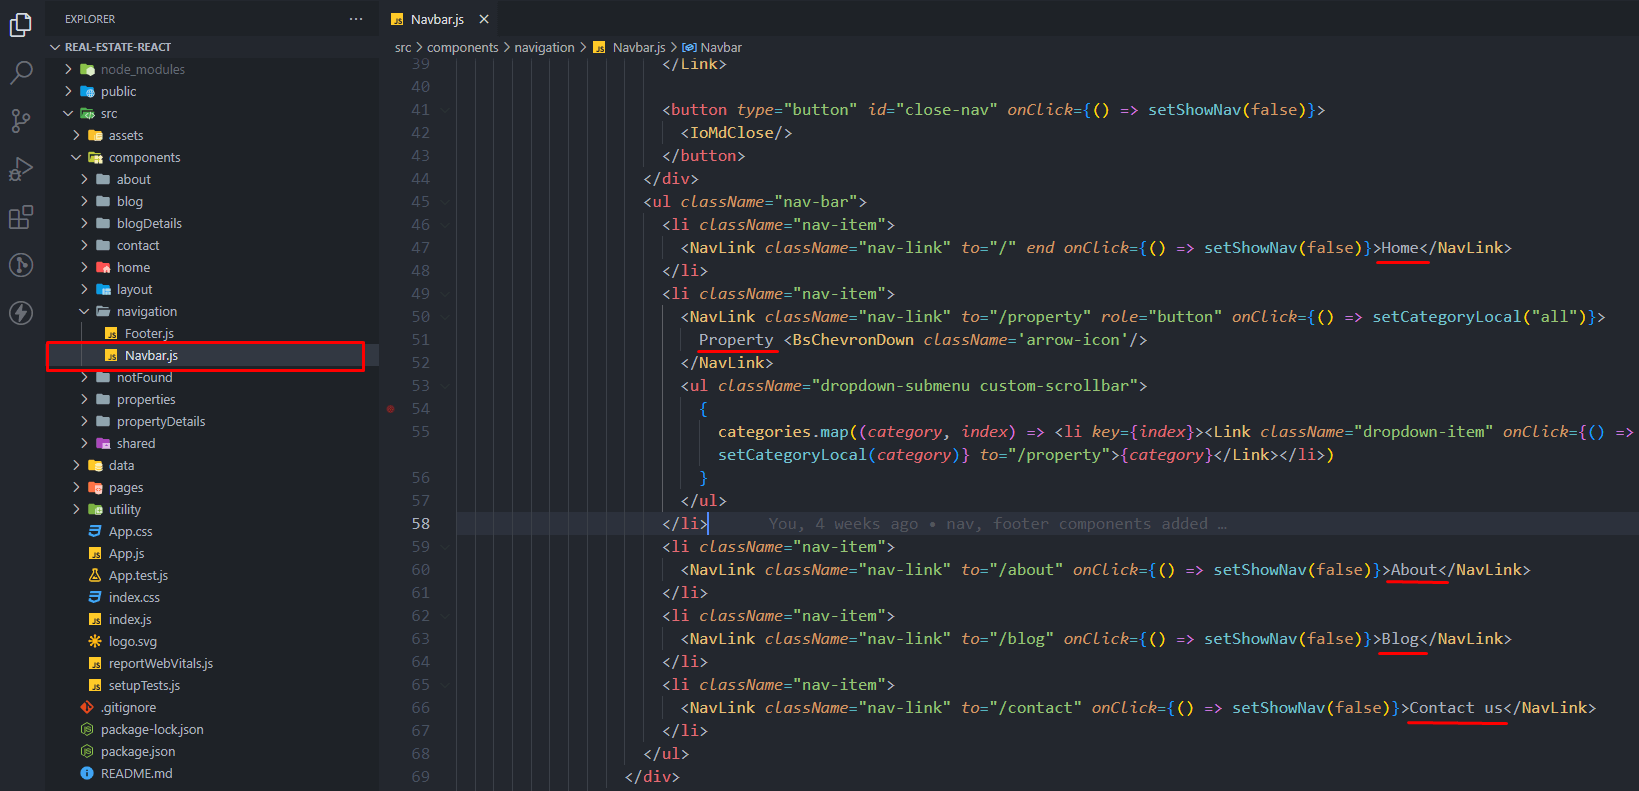 EXPLORER
REAL-ESTATE-REACT
node_modules
public
src
assets
components
about
blog
blogDetails
contact
home
layout
navigation
Footer.js
Navbar.js
notFound
properties
propertyDetails
shared
data
pages
utility
App.css
App.js
App.test.js
index.css
index.js
logo.svg
reportWebVitals.js
setupTests.js
.gitignore
package-lock.json
package.json
README.md
JS Navbar.js
src > components > navigation > JS Navbar.js > Navbar
39 </Link>
40
41 <button type="button" id="close-nav" onClick={() => setShowNav(false)}>
42 <IoMdClose/>
43 </button>
44 </div>
45 <ul className="nav-bar">
46 <li className="nav-item">
47 <NavLink className="nav-link" to="/" end onClick={() => setShowNav(false)}>Home</NavLink>
48 </li>
49 <li className="nav-item">
50 <NavLink className="nav-link" to="/property" role="button" onClick={() => setCategoryLocal("all")}>
51 Property <BsChevronDown className='arrow-icon'/>
52 </NavLink>
53 <ul className="dropdown-submenu custom-scrollbar">
54 {
55 categories.map((category, index) => <li key={index}><Link className="dropdown-item" onClick={() =>
setCategoryLocal(category)} to="/property">{category}</Link></li>)
56 }
57 </ul>
58 </li> You, 4 weeks ago • nav, footer components added …
59 <li className="nav-item">
60 <NavLink className="nav-link" to="/about" onClick={() => setShowNav(false)}>About</NavLink>
61 </li>
62 <li className="nav-item">
63 <NavLink className="nav-link" to="/blog" onClick={() => setShowNav(false)}>Blog</NavLink>
64 </li>
65 <li className="nav-item">
66 <NavLink className="nav-link" to="/contact" onClick={() => setShowNav(false)}>Contact us</NavLink>
67 </li>
68 </ul>
69 </div>